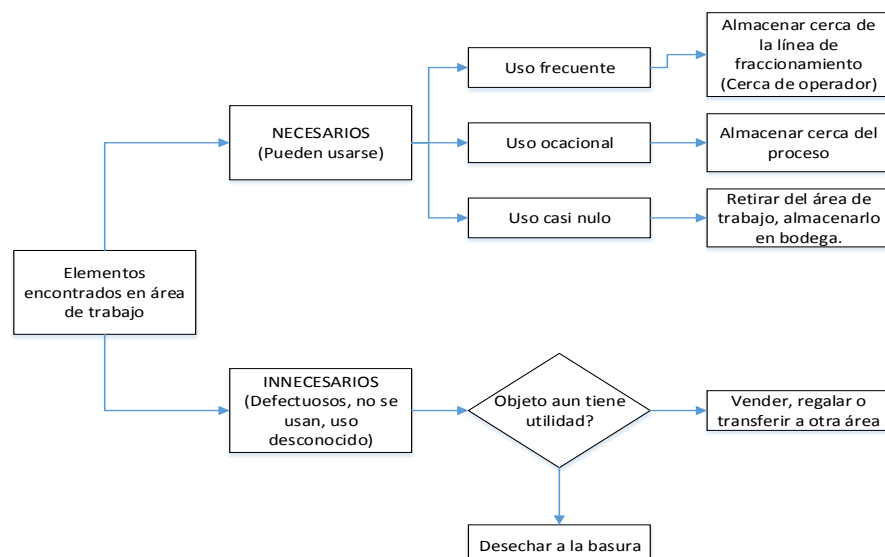 Uso frecuente
Almacenar cerca de
la línea de
fraccionamiento
(Cerca de operador)
NECESARIOS
(Pueden usarse)
Uso ocacional
Almacenar cerca del
proceso
Uso casi nulo
Retirar del área de
trabajo, almacenarlo
en bodega.
Elementos
encontrados en área
de trabajo
INNECESARIOS
(Defectuosos, no se
usan, uso
desconocido)
Objeto aun tiene
utilidad?
Vender, regalar o
transferir a otra área
Desechar a la basura